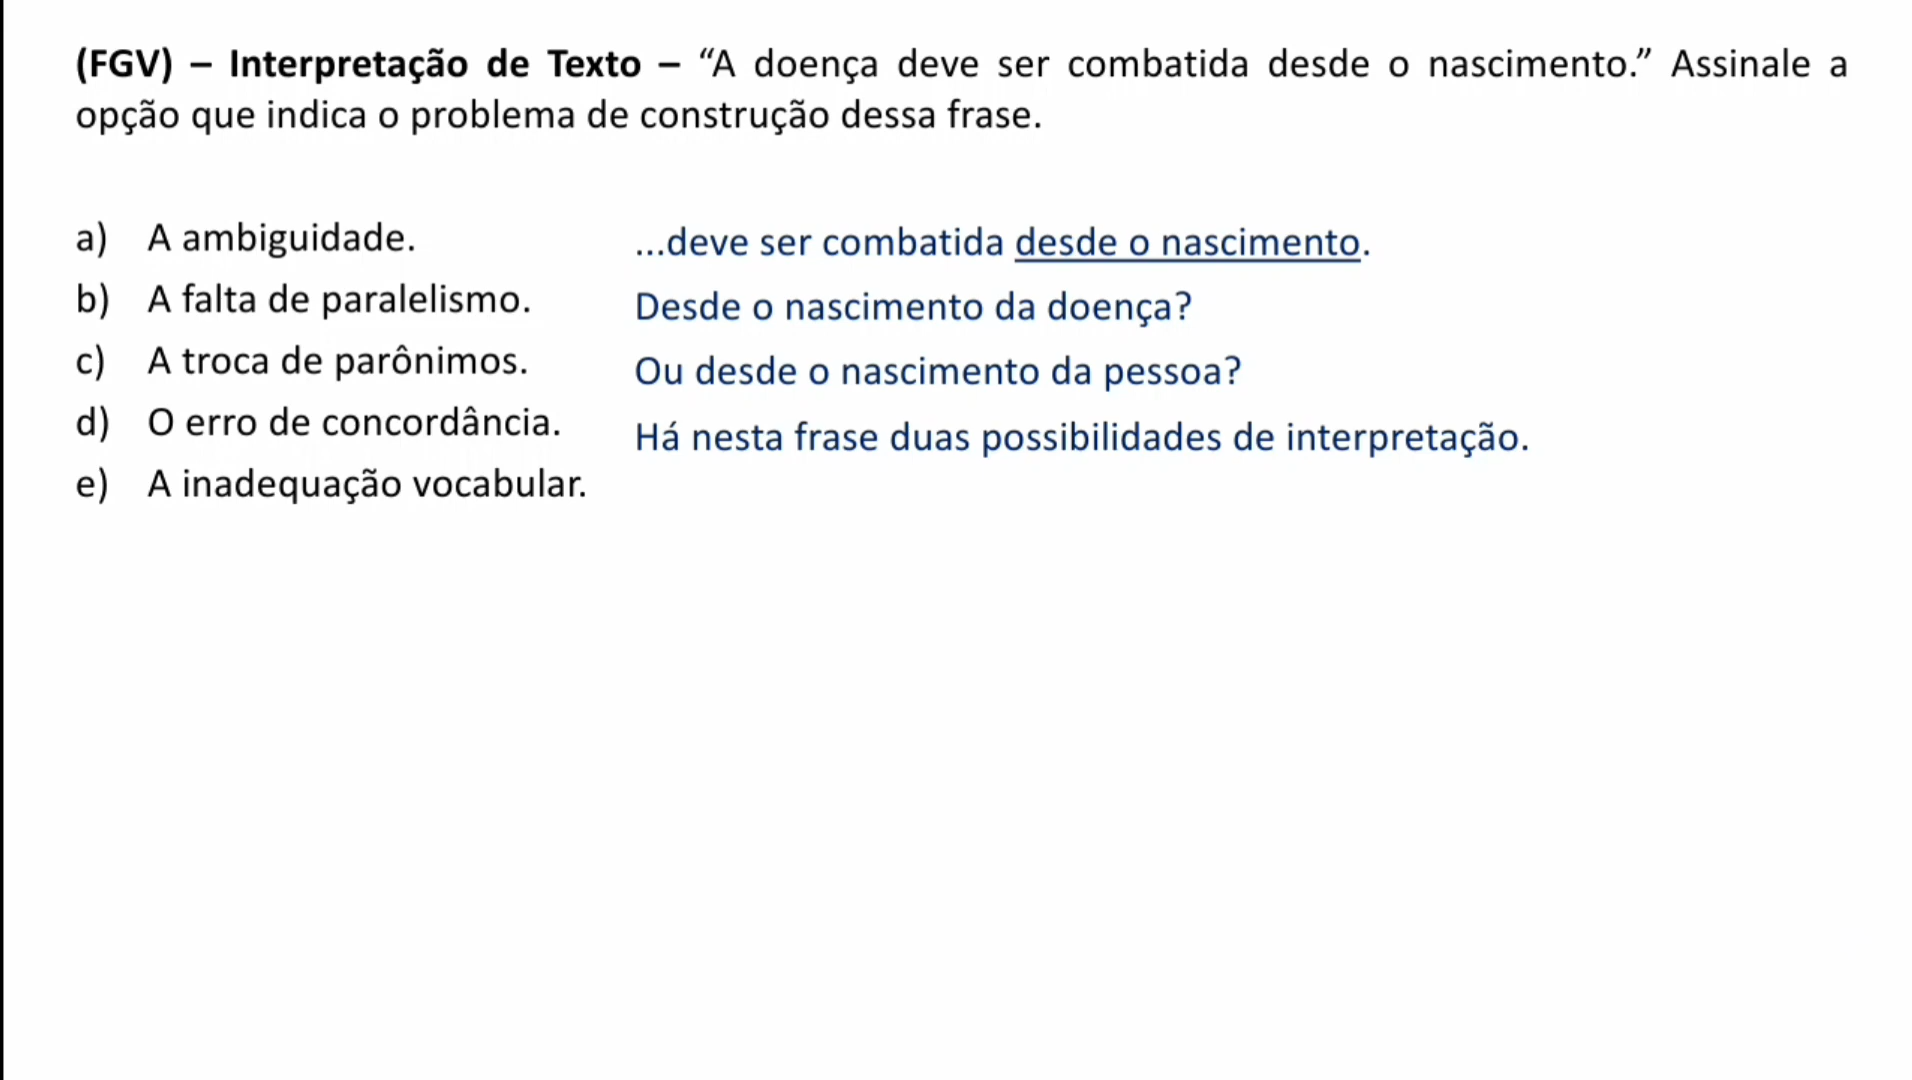 (FGV) – Interpretação de Texto – “A doença deve ser combatida desde o nascimento.” Assinale a
opção que indica o problema de construção dessa frase.
a) A ambiguidade.
b) A falta de paralelismo.
c) A troca de parônimos.
d) O erro de concordância.
e) A inadequação vocabular.
...deve ser combatida desde o nascimento.
Desde o nascimento da doença?
Ou desde o nascimento da pessoa?
Há nesta frase duas possibilidades de interpretação.